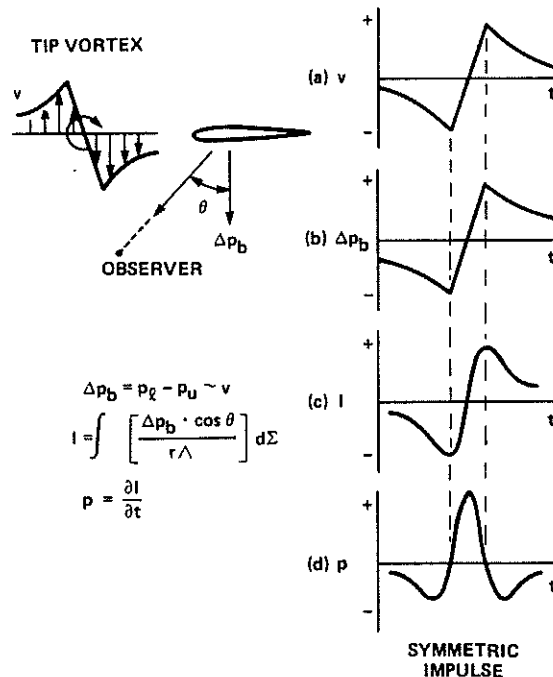 TIP VORTEX
v
θ
Δp_b
OBSERVER
Δp_b = p_ℓ − p_u ~ v
I = ∫ [Δp_b · cos θ / r Λ] dΣ
p = ∂I/∂t
+
(a) v
t
−
+
(b) Δp_b
t
−
+
(c) I
t
−
+
(d) p
t
−
SYMMETRIC
IMPULSE